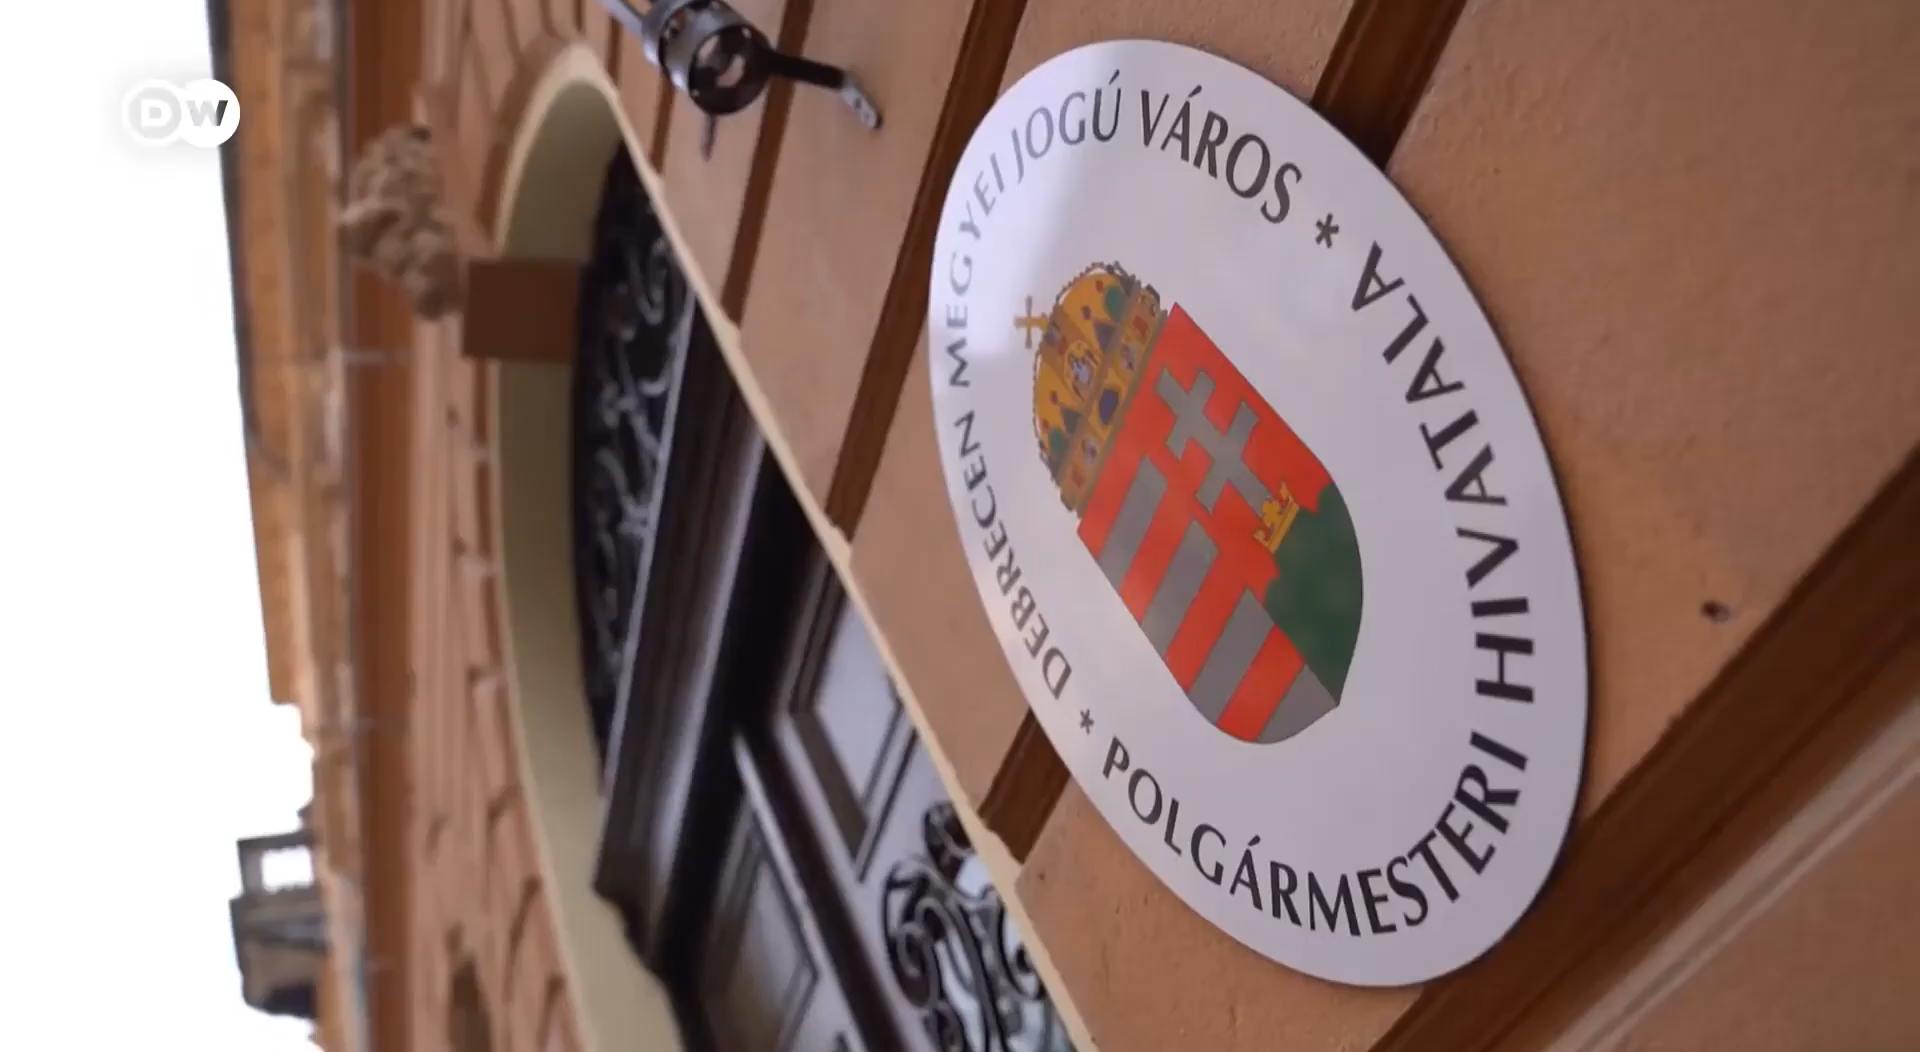 DW
DEBRECEN MEGYEI JOGÚ VÁROS *
POLGÁRMESTERI HIVATALA *